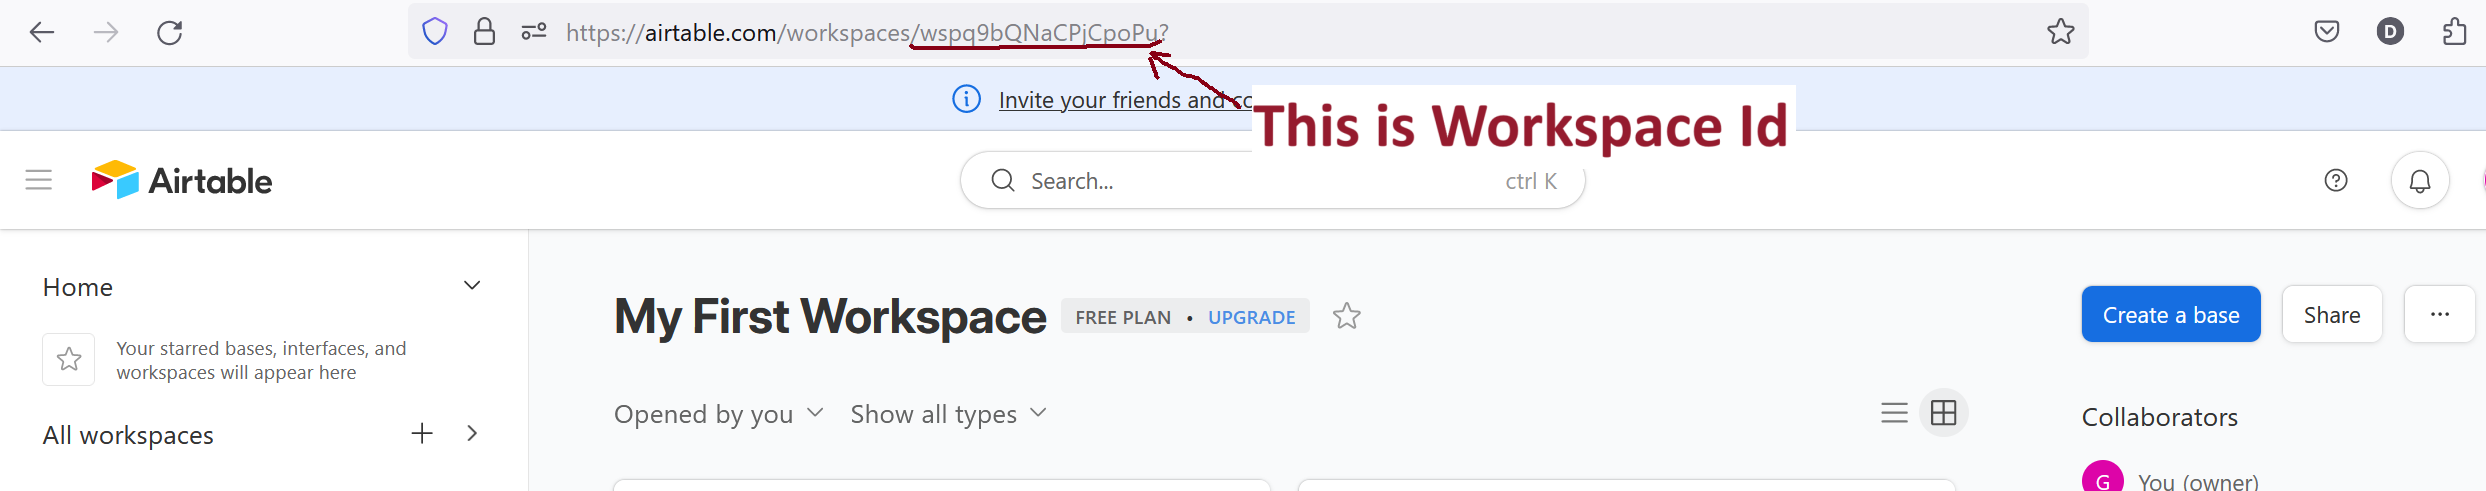 https://airtable.com/workspaces/wspq9bQNaCPjCpoPu?
D
Invite your friends and co
This is Workspace Id
Airtable
Search...
ctrl K
Home
My First Workspace
FREE PLAN • UPGRADE
Create a base
Share
Your starred bases, interfaces, and
workspaces will appear here
Opened by you
Show all types
All workspaces
Collaborators
G
You (owner)